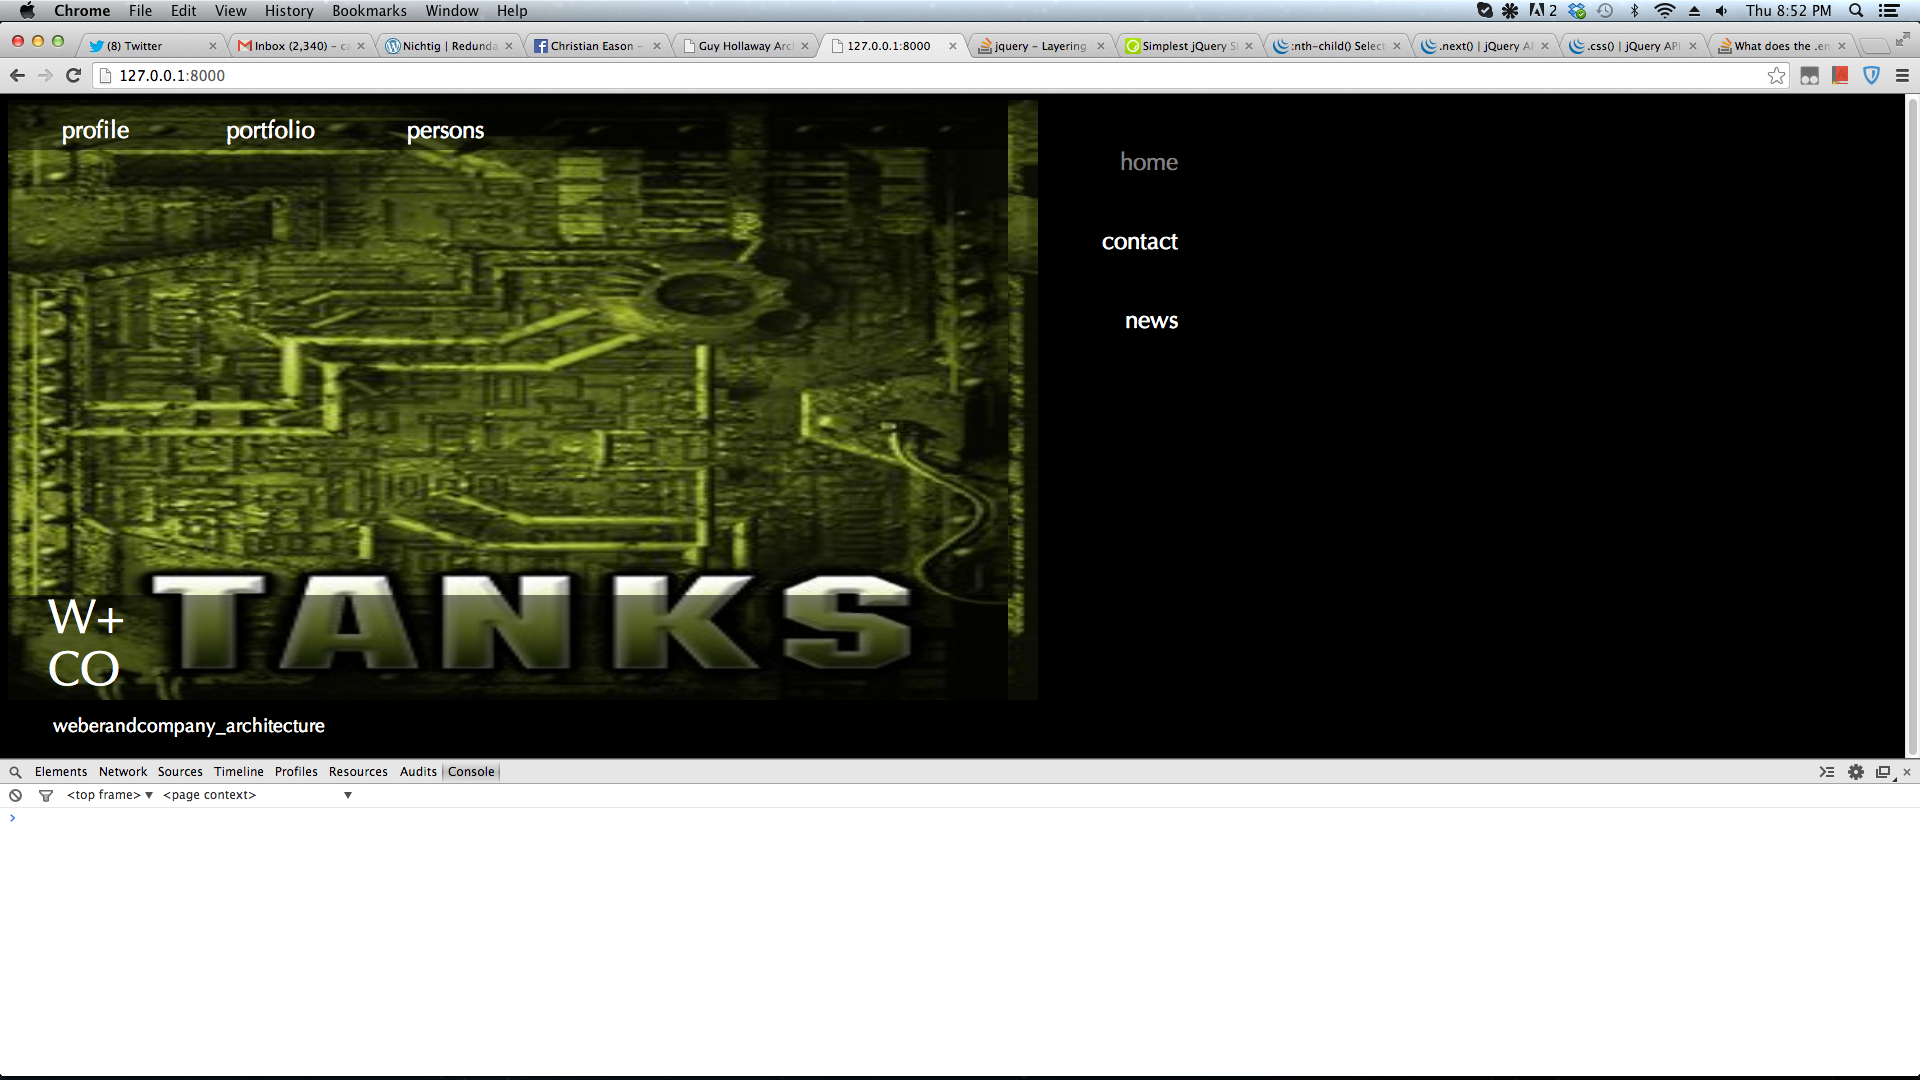 Chrome File Edit View History Bookmarks Window Help 2 Thu 8:52 PM
(8) Twitter Inbox (2,340) – ca Nichtig | Redunda Christian Eason – Guy Hollaway Arc 127.0.0.1:8000 jquery – Layering Simplest jQuery S :nth-child() Select .next() | jQuery A .css() | jQuery API What does the .en
127.0.0.1:8000
profile portfolio persons
home
contact
news
TANKS
W+
CO
weberandcompany_architecture
Elements Network Sources Timeline Profiles Resources Audits Console
<top frame> <page context>